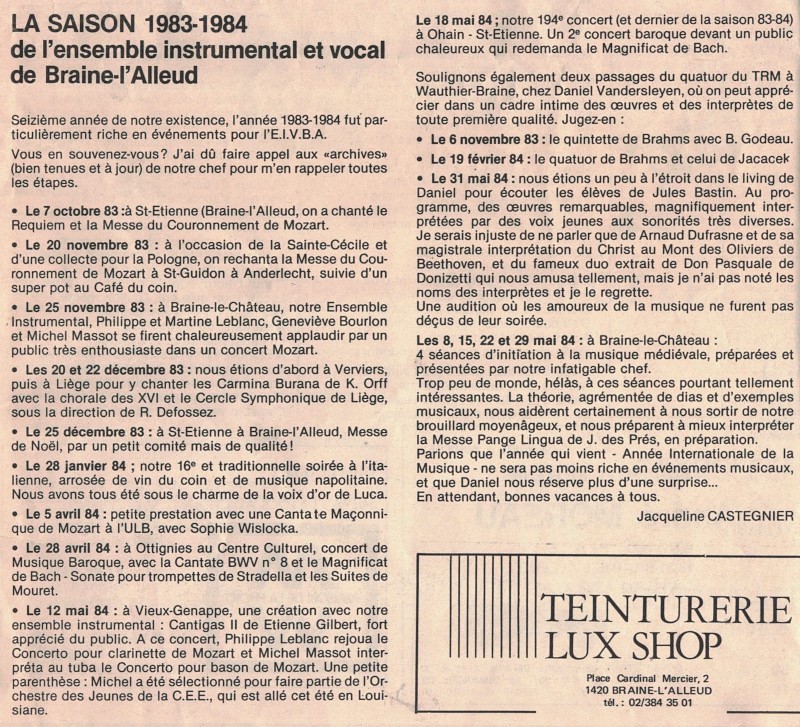 LA SAISON 1983-1984
de l'ensemble instrumental et vocal
de Braine-l'Alleud
Seizième année de notre existence, l'année 1983-1984 fut par-
ticulièrement riche en événements pour l'E.I.V.B.A.
Vous en souvenez-vous? J'ai dû faire appel aux «archives»
(bien tenues et à jour) de notre chef pour m'en rappeler toutes
les étapes.
• Le 7 octobre 83 :à St-Etienne (Braine-l'Alleud, on a chanté le
Requiem et la Messe du Couronnement de Mozart.
• Le 20 novembre 83 : à l'occasion de la Sainte-Cécile et
d'une collecte pour la Pologne, on rechanta la Messe du Cou-
ronnement de Mozart à St-Guidon à Anderlecht, suivie d'un
super pot au Café du coin.
• Le 25 novembre 83 : à Braine-le-Château, notre Ensemble
Instrumental, Philippe et Martine Leblanc, Geneviève Bourlon
et Michel Massot se firent chaleureusement applaudir par un
public très enthousiaste dans un concert Mozart.
• Les 20 et 22 décembre 83 : nous étions d'abord à Verviers,
puis à Liège pour y chanter les Carmina Burana de K. Orff
avec la chorale des XVI et le Cercle Symphonique de Liège,
sous la direction de R. Defossez.
• Le 25 décembre 83 : à St-Etienne à Braine-l'Alleud, Messe
de Noël, par un petit comité mais de qualité!
• Le 28 janvier 84 ; notre 16e et traditionnelle soirée à l'ita-
lienne, arrosée de vin du coin et de musique napolitaine.
Nous avons tous été sous le charme de la voix d'or de Luca.
• Le 5 avril 84 : petite prestation avec une Cantate Maçonni-
que de Mozart à l'ULB, avec Sophie Wislocka.
• Le 28 avril 84 : à Ottignies au Centre Culturel, concert de
Musique Baroque, avec la Cantate BWV n° 8 et le Magnificat
de Bach - Sonate pour trompettes de Stradella et les Suites de
Mouret.
• Le 12 mai 84 : à Vieux-Genappe, une création avec notre
ensemble instrumental : Cantigas II de Etienne Gilbert, fort
apprécié du public. A ce concert, Philippe Leblanc rejoua le
Concerto pour clarinette de Mozart et Michel Massot inter-
préta au tuba le Concerto pour bason de Mozart. Une petite
parenthèse : Michel a été sélectionné pour faire partie de l'Or-
chestre des Jeunes de la C.E.E., qui est allé cet été en Loui-
siane.
Le 18 mai 84 ; notre 194e concert (et dernier de la saison 83-84)
à Ohain - St-Etienne. Un 2e concert baroque devant un public
chaleureux qui redemanda le Magnificat de Bach.
Soulignons également deux passages du quatuor du TRM à
Wauthier-Braine, chez Daniel Vandersleyen, où on peut appré-
cier dans un cadre intime des œuvres et des interprètes de
toute première qualité. Jugez-en :
• Le 6 novembre 83 : le quintette de Brahms avec B. Godeau.
• Le 19 février 84 : le quatuor de Brahms et celui de Jacacek
• Le 31 mai 84 : nous étions un peu à l'étroit dans le living de
Daniel pour écouter les élèves de Jules Bastin. Au pro-
gramme, des œuvres remarquables, magnifiquement inter-
prétées par des voix jeunes aux sonorités très diverses.
Je serais injuste de ne parler que de Arnaud Dufrasne et de sa
magistrale interprétation du Christ au Mont des Oliviers de
Beethoven, et du fameux duo extrait de Don Pasquale de
Donizetti qui nous amusa tellement, mais je n'ai pas noté les
noms des interprètes et je le regrette.
Une audition où les amoureux de la musique ne furent pas
déçus de leur soirée.
Les 8, 15, 22 et 29 mai 84 : à Braine-le-Château :
4 séances d'initiation à la musique médiévale, préparées et
présentées par notre infatigable chef.
Trop peu de monde, hélàs, à ces séances pourtant tellement
intéressantes. La théorie, agrémentée de dias et d'exemples
musicaux, nous aidèrent certainement à nous sortir de notre
brouillard moyenâgeux, et nous préparent à mieux interpréter
la Messe Pange Lingua de J. des Prés, en préparation.
Parions que l'année qui vient - Année Internationale de la
Musique - ne sera pas moins riche en événements musicaux,
et que Daniel nous réserve plus d'une surprise...
En attendant, bonnes vacances à tous.
Jacqueline CASTEGNIER
TEINTURERIE
LUX SHOP
Place Cardinal Mercier, 2
1420 BRAINE-L'ALLEUD
tél. : 02/384 35 01